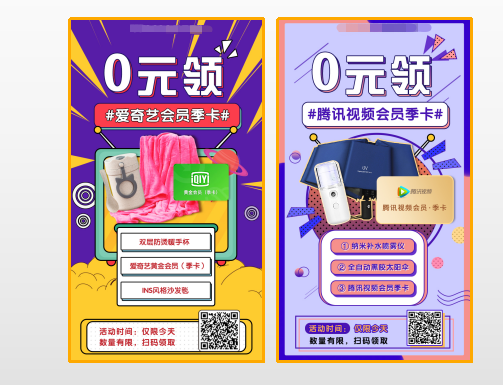 0元领
#爱奇艺会员季卡#
iQIY
黄金会员（季卡）
双层防烫暖手杯
爱奇艺黄金会员（季卡）
INS风格沙发毯
活动时间：仅限今天
数量有限，扫码领取
0元领
#腾讯视频会员季卡#
腾讯视频
腾讯视频会员·季卡
① 纳米补水喷雾仪
② 全自动黑胶太阳伞
③ 腾讯视频会员季卡
活动时间：仅限今天
数量有限，扫码领取